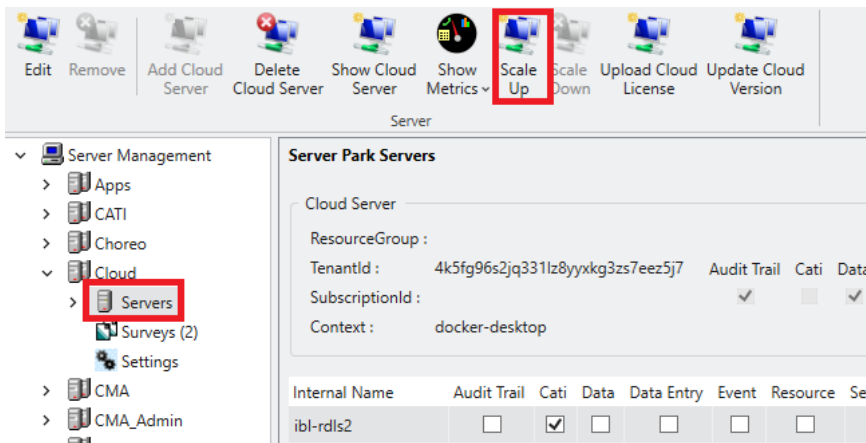 Edit Remove Add Cloud Server Delete Cloud Server Show Cloud Server Show Metrics Scale Up Scale Down Upload Cloud License Update Cloud Version
Server
Server Management
Apps
CATI
Choreo
Cloud
Servers
Surveys (2)
Settings
CMA
CMA_Admin
Server Park Servers
Cloud Server
ResourceGroup :
TenantId : 4k5fg96s2jq331lz8yyxkg3zs7eez5j7 Audit Trail Cati Data
SubscriptionId :
Context : docker-desktop
Internal Name Audit Trail Cati Data Data Entry Event Resource Se
ibl-rdls2